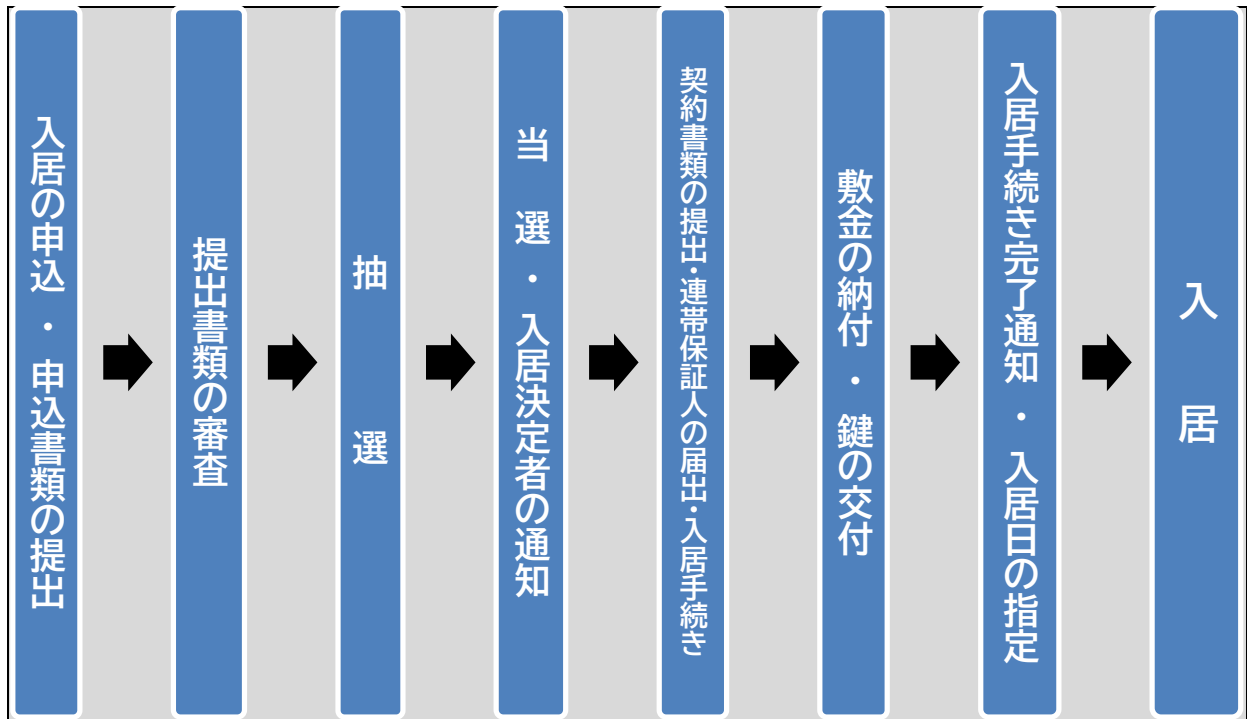 入居の申込・申込書類の提出
提出書類の審査
抽選
当選・入居決定者の通知
契約書類の提出・連帯保証人の届出・入居手続き
敷金の納付・鍵の交付
入居手続き完了通知・入居日の指定
入居